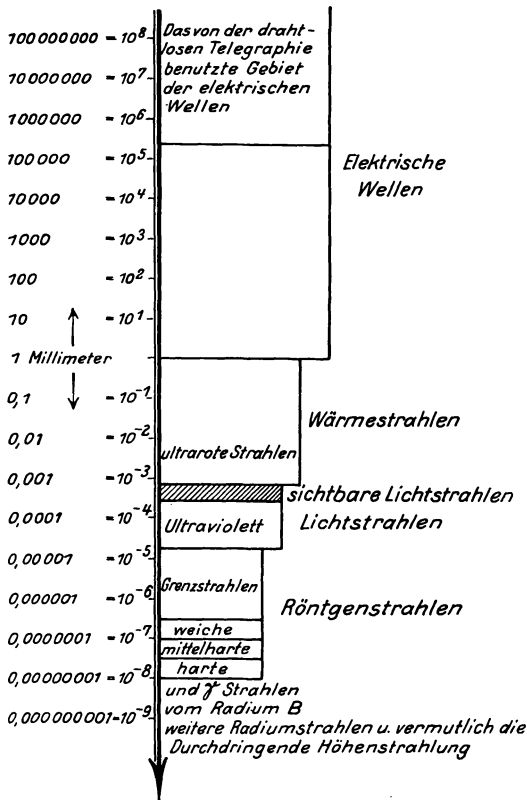 100 000 000 = 10⁸
10 000 000 = 10⁷
1 000 000 = 10⁶
100 000 = 10⁵
10 000 = 10⁴
1 000 = 10³
100 = 10²
10 = 10¹
1 Millimeter
0,1 = 10⁻¹
0,01 = 10⁻²
0,001 = 10⁻³
0,0001 = 10⁻⁴
0,00001 = 10⁻⁵
0,000001 = 10⁻⁶
0,0000001 = 10⁻⁷
0,00000001 = 10⁻⁸
0,000 000 001 = 10⁻⁹
Das von der draht-
losen Telegraphie
benutzte Gebiet
der elektrischen
Wellen
Elektrische
Wellen
Wärmestrahlen
ultrarote Strahlen
sichtbare Lichtstrahlen
Ultraviolett
Lichtstrahlen
Grenzstrahlen
Röntgenstrahlen
weiche
mittelharte
harte
und γ Strahlen
vom Radium B
weitere Radiumstrahlen u. vermutlich die
Durchdringende Höhenstrahlung